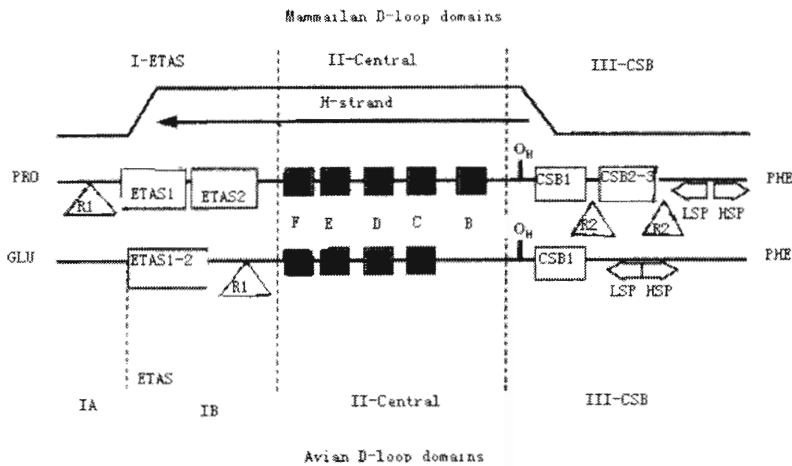 Mammailan D-loop domains
I-ETAS II-Central III-CSB
H-strand
PRO R1 ETAS1 ETAS2 OH CSB1 CSB2-3 R2 R2 LSP HSP PHE
F E D C B
GLU ETAS1-2 R1 OH CSB1 LSP HSP PHE
ETAS
IA IB II-Central III-CSB
Avian D-loop domains